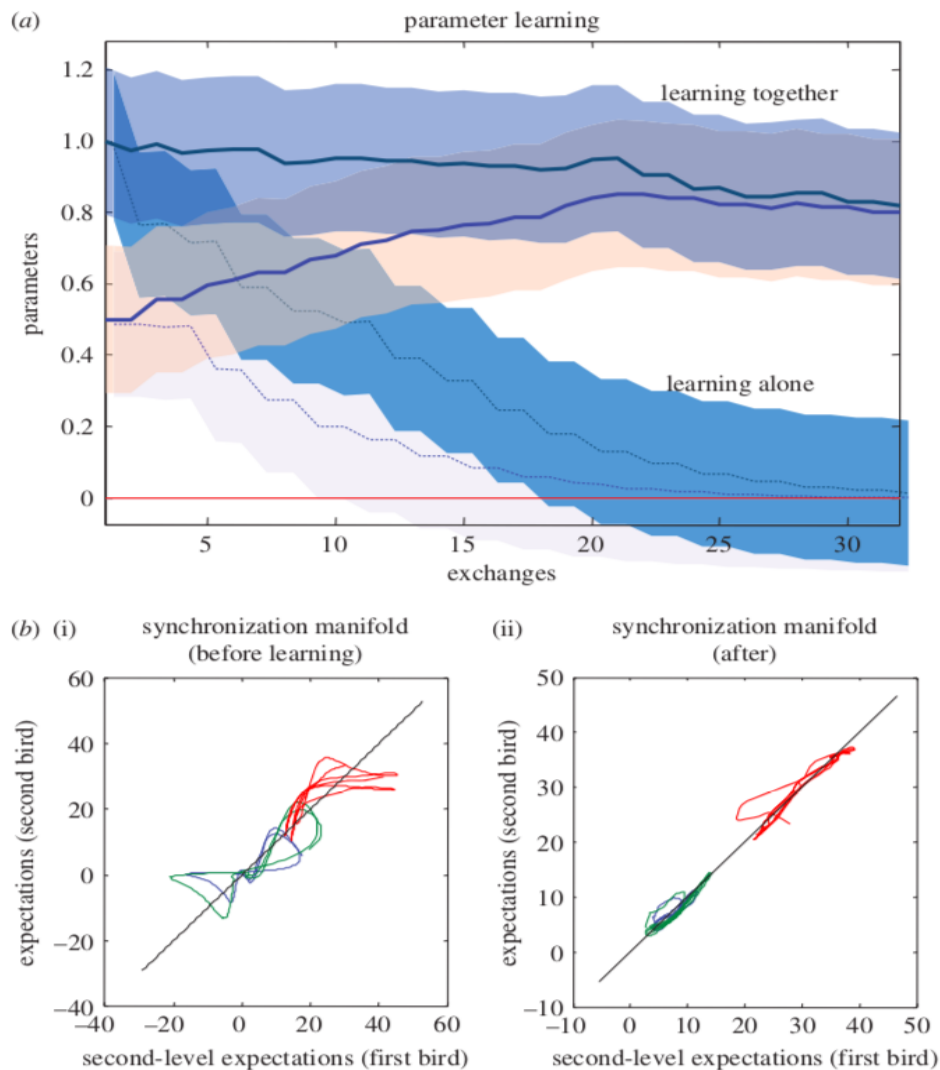 (a) parameter learning
1.2
1.0
0.8
0.6
0.4
0.2
0
parameters
learning together
learning alone
5 10 15 20 25 30
exchanges
(b) (i) synchronization manifold
(before learning)
60
40
20
0
−20
−40
expectations (second bird)
−40 −20 0 20 40 60
second-level expectations (first bird)
(ii) synchronization manifold
(after)
50
40
30
20
10
0
−10
expectations (second bird)
−10 0 10 20 30 40 50
second-level expectations (first bird)